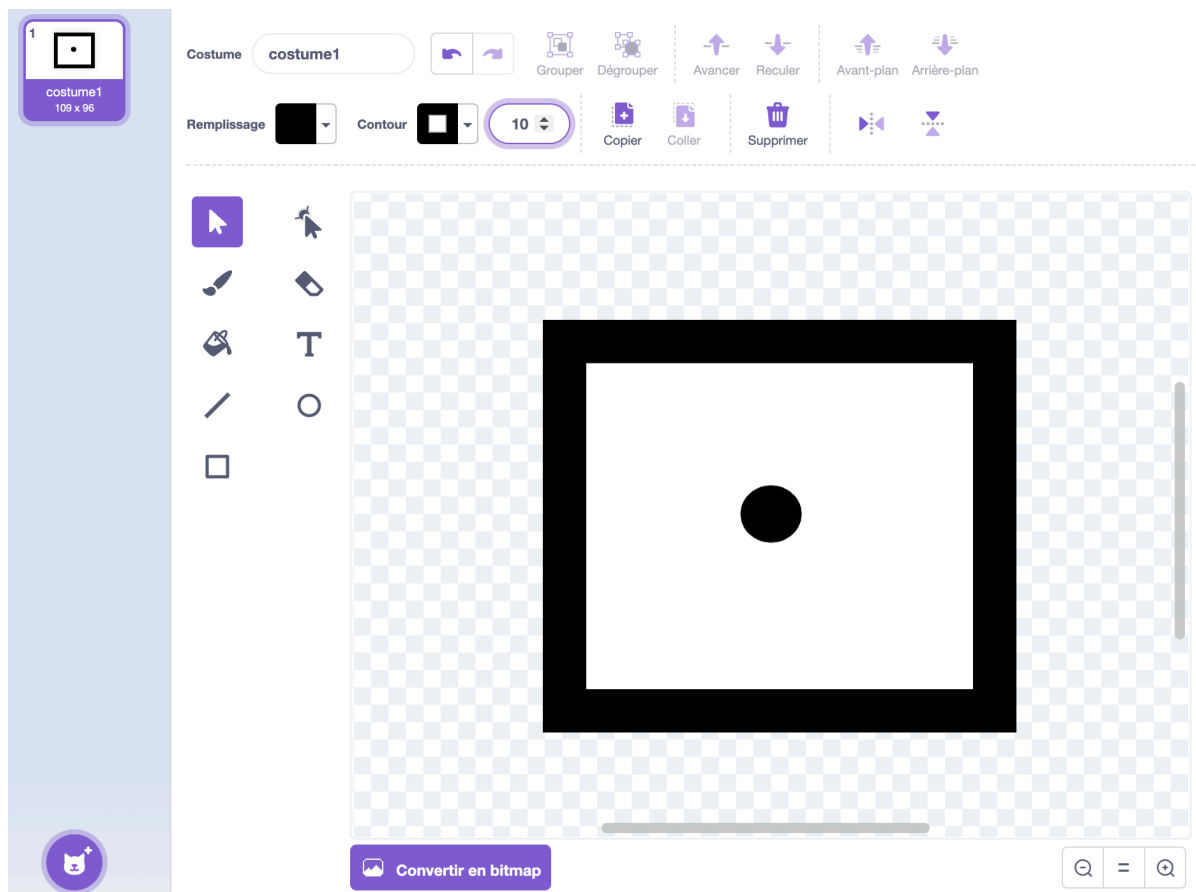 1
costume1
109 x 96
Costume
costume1
Grouper
Dégrouper
Avancer
Reculer
Avant-plan
Arrière-plan
Remplissage
Contour
10
Copier
Coller
Supprimer
T
Convertir en bitmap